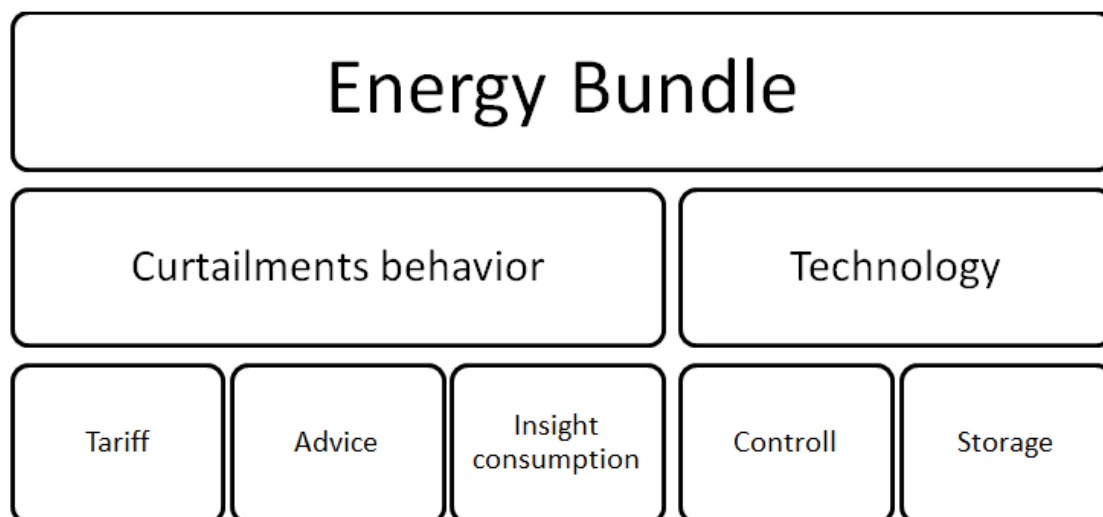 Energy Bundle
Curtailments behavior
Technology
Tariff
Advice
Insight
consumption
Controll
Storage